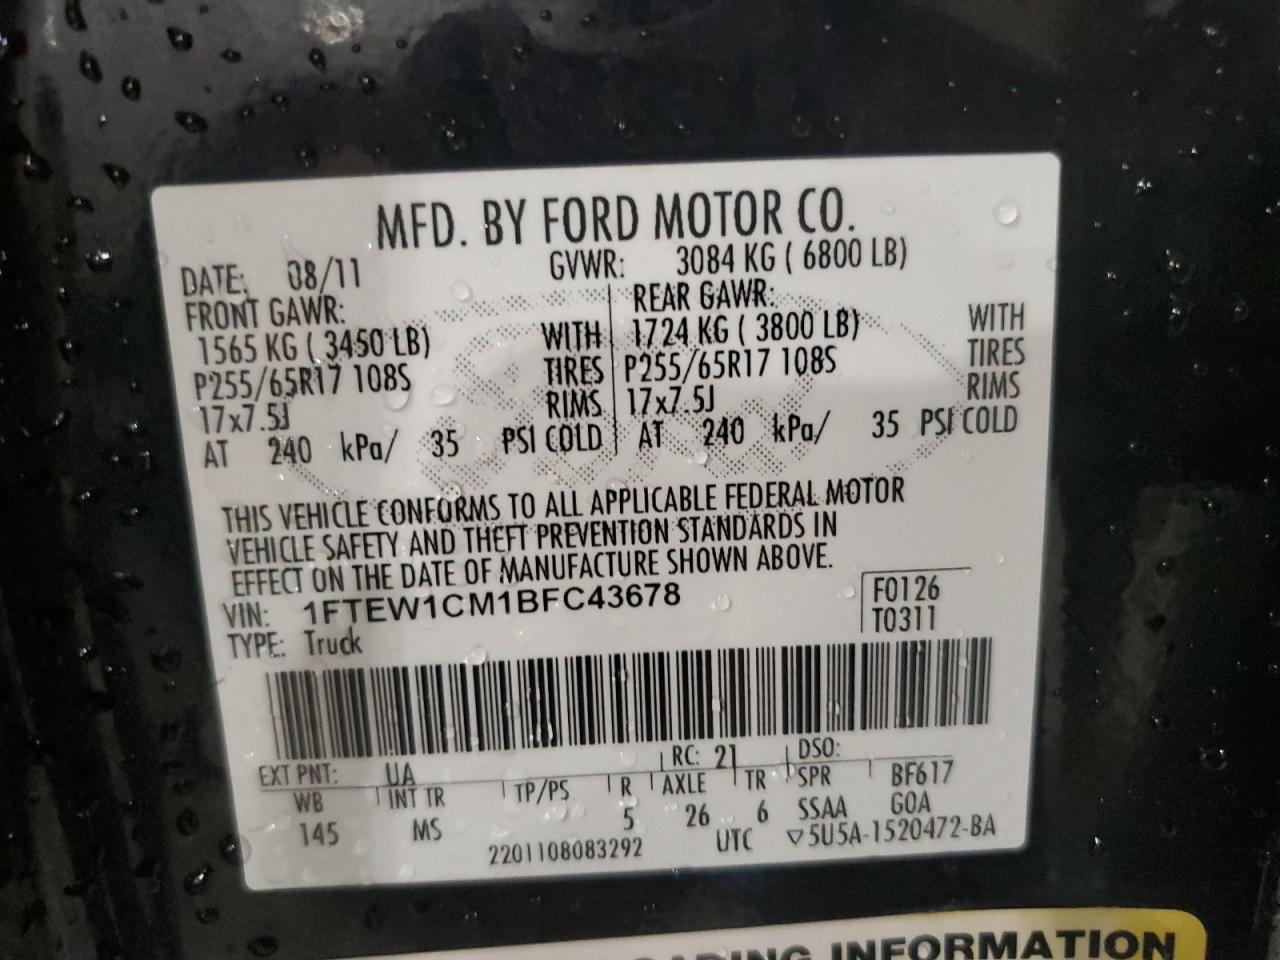 MFD. BY FORD MOTOR CO.
DATE: 08/11 GVWR: 3084 KG ( 6800 LB)
FRONT GAWR: REAR GAWR:
1565 KG ( 3450 LB) WITH 1724 KG ( 3800 LB) WITH
P255/65R17 108S TIRES P255/65R17 108S TIRES
17x7.5J RIMS 17x7.5J RIMS
AT 240 kPa/ 35 PSI COLD AT 240 kPa/ 35 PSI COLD
THIS VEHICLE CONFORMS TO ALL APPLICABLE FEDERAL MOTOR
VEHICLE SAFETY AND THEFT PREVENTION STANDARDS IN
EFFECT ON THE DATE OF MANUFACTURE SHOWN ABOVE.
VIN: 1FTEW1CM1BFC43678 F0126
TYPE: Truck T0311
EXT PNT: UA RC: 21 DSO:
WB INT TR TP/PS R AXLE TR SPR BF617
145 MS 5 26 6 SSAA GOA
2201108083292 UTC ▽5U5A-1520472-BA
INFORMATION